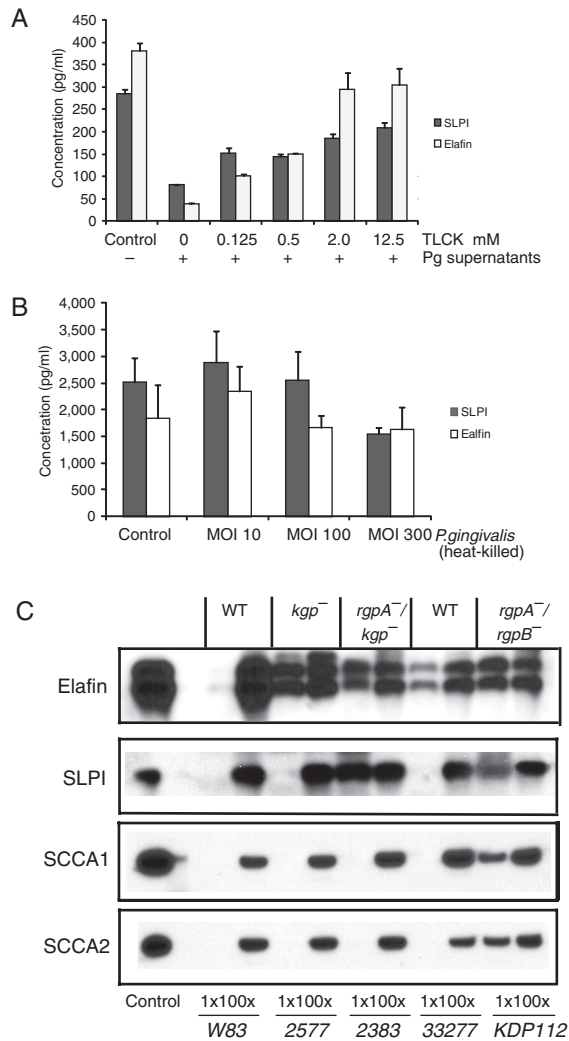 A
Concentration (pg/ml)
450
400
350
300
250
200
150
100
50
0
SLPI
Elafin
Control 0 0.125 0.5 2.0 12.5 TLCK mM
– + + + + + Pg supernatants
B
Concetration (pg/ml)
4,000
3,500
3,000
2,500
2,000
1,500
1,000
500
0
SLPI
Ealfin
Control MOI 10 MOI 100 MOI 300 P.gingivalis
(heat-killed)
C
WT kgp– rgpA–/ WT rgpA–/
kgp– rgpB–
Elafin
SLPI
SCCA1
SCCA2
Control 1x100x 1x100x 1x100x 1x100x 1x100x
W83 2577 2383 33277 KDP112